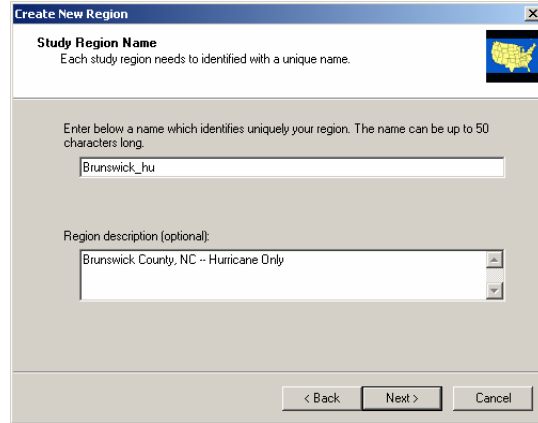 Create New Region
Study Region Name
Each study region needs to identified with a unique name.
Enter below a name which identifies uniquely your region. The name can be up to 50
characters long.
Brunswick_hu
Region description (optional):
Brunswick County, NC -- Hurricane Only
< Back Next > Cancel